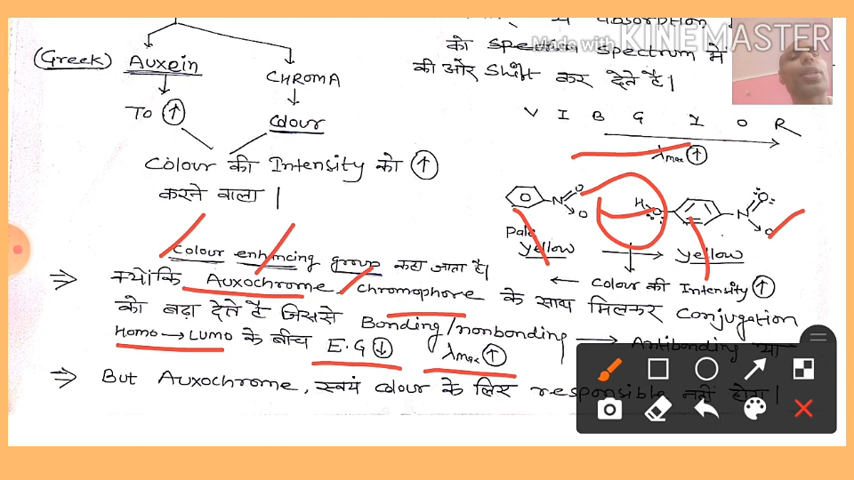 Made with KINEMASTER
absorption
को spectrum में
की ओर Shift कर देते है।
(Greek) Auxein
CHROMA
To ↑
Colour
V I B G Y O R
λmax ↑
Colour की Intensity को ↑
करने वाला।
N O O
H O N O O
Pale
Yellow → Yellow
Colour की Intensity ↑
Colour enhancing group कहा जाता है।
⇒ क्योंकि Auxochrome, Chromophore के साथ मिलकर Conjugation
को बढ़ा देते है जिससे Bonding/nonbonding → Antibonding या
Homo → Lumo के बीच E.G ↓ λmax ↑
⇒ But Auxochrome, स्वयं Colour के लिए responsible नहीं होता।